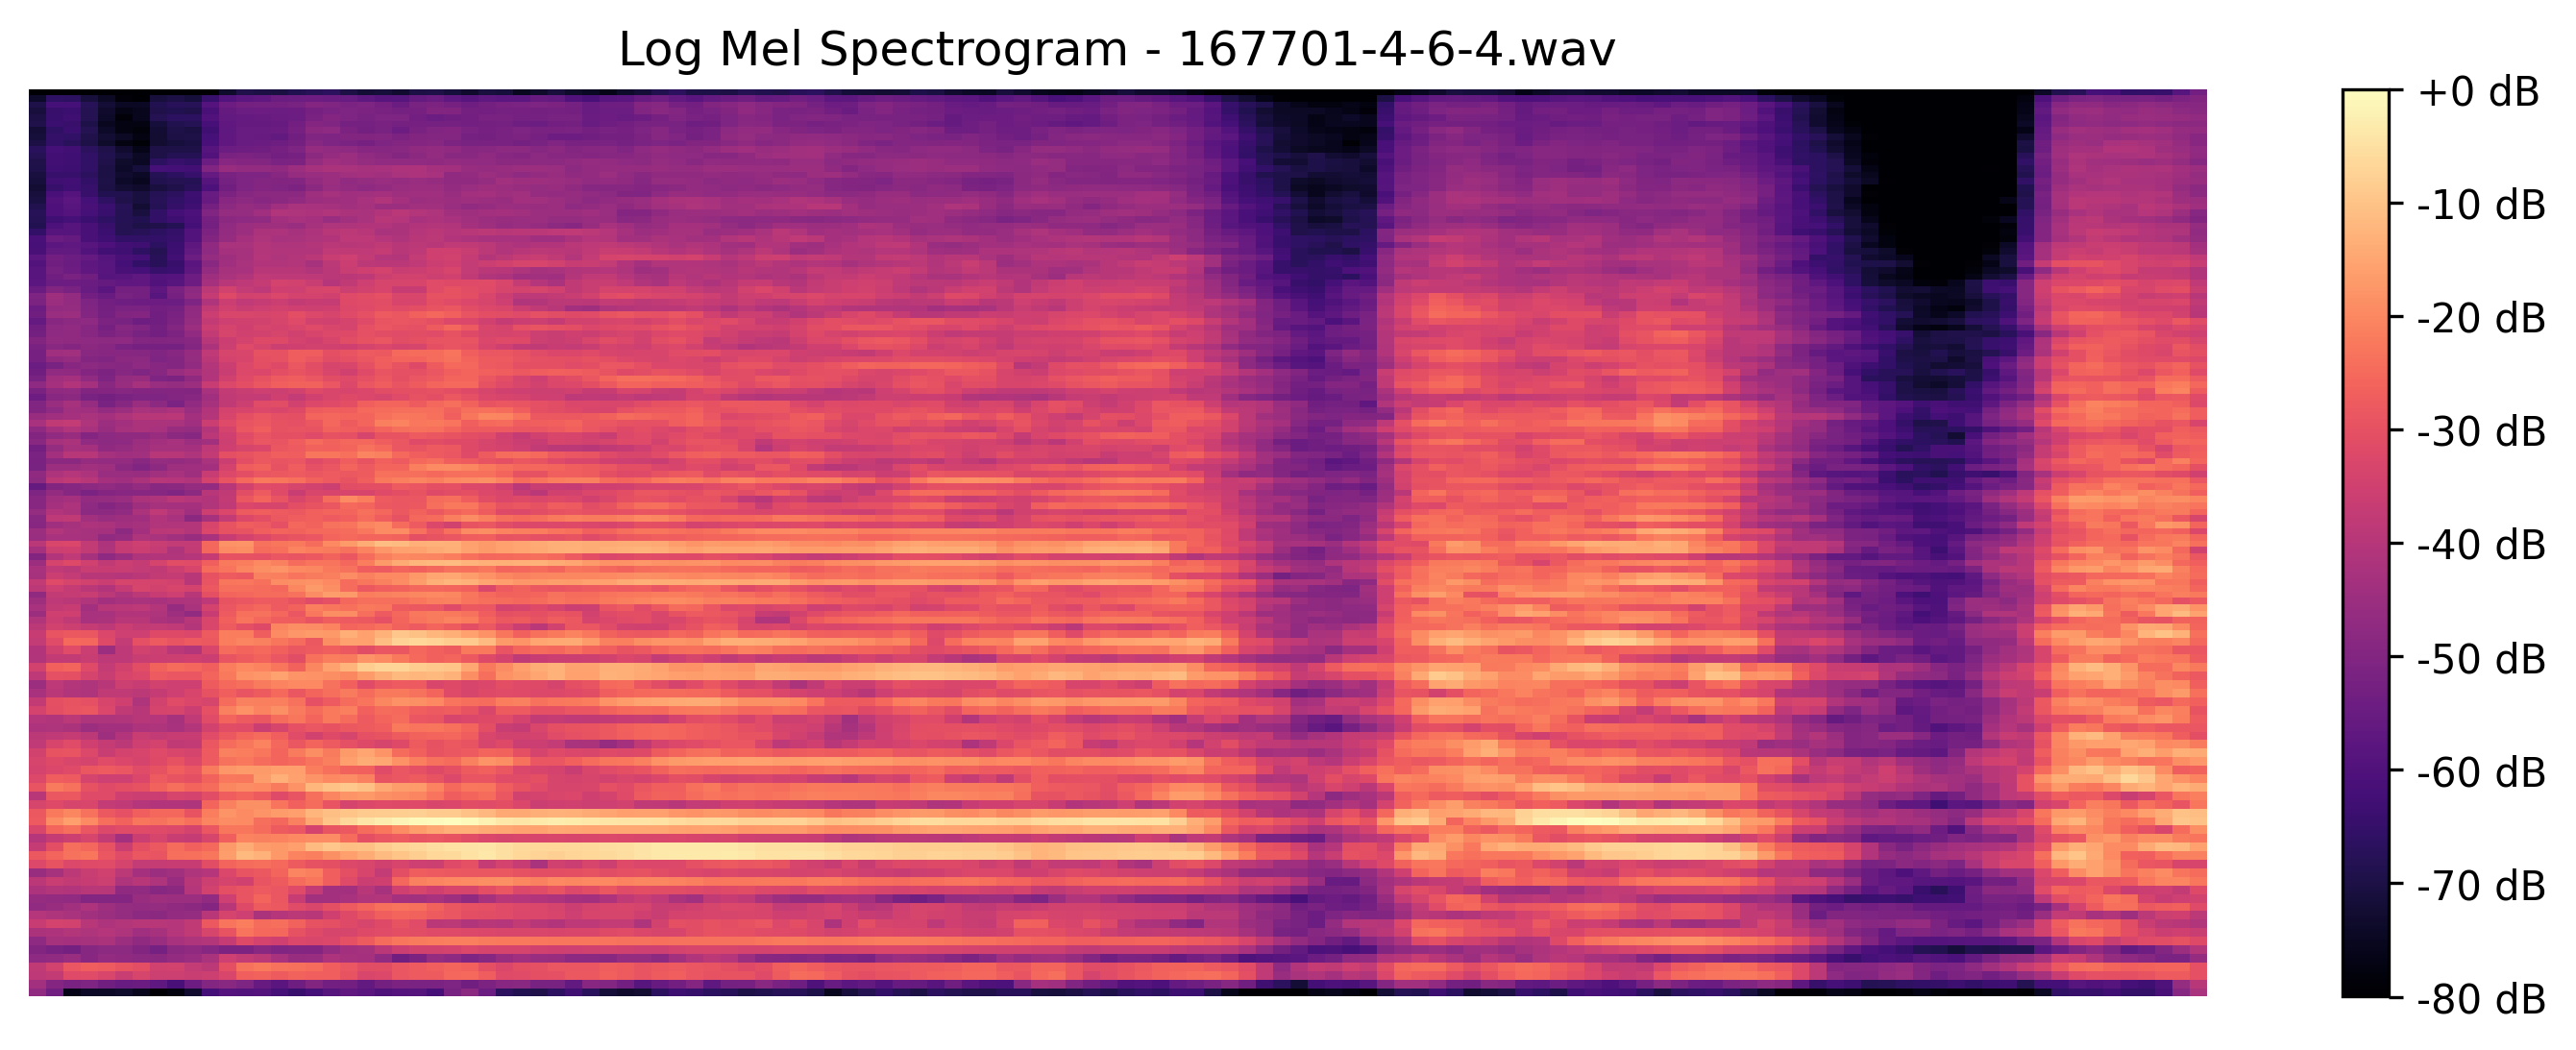 Log Mel Spectrogram - 167701-4-6-4.wav
+0 dB
-10 dB
-20 dB
-30 dB
-40 dB
-50 dB
-60 dB
-70 dB
-80 dB